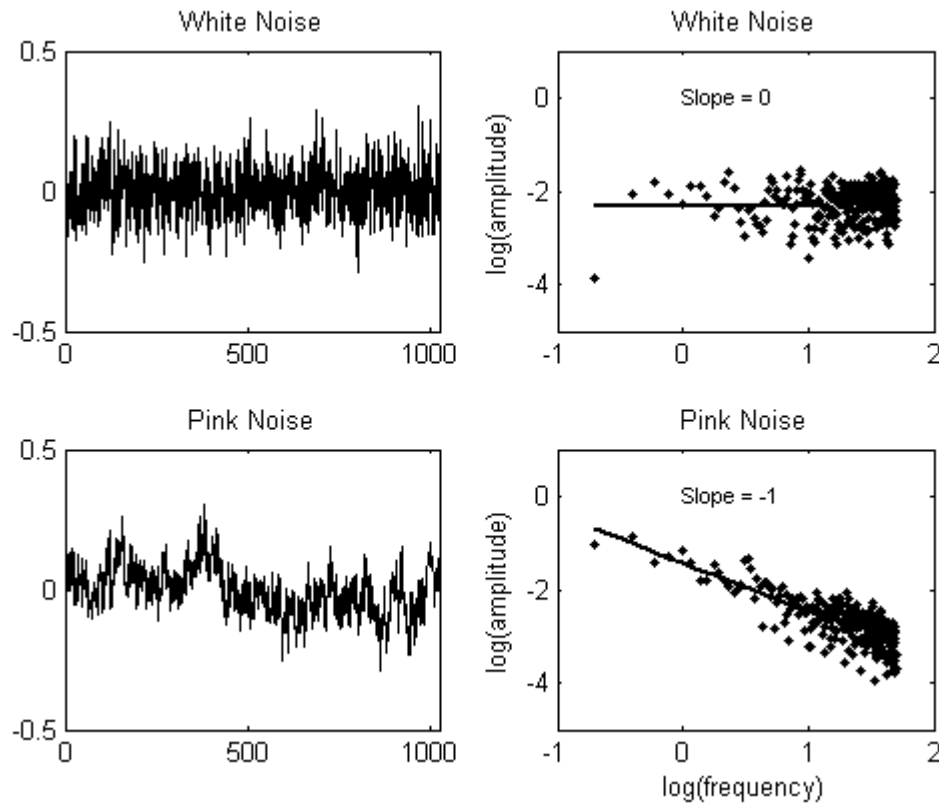 White Noise
0.5
0
-0.5
0
500
1000
White Noise
Slope = 0
log(amplitude)
0
-2
-4
-1
0
1
2
Pink Noise
0.5
0
-0.5
0
500
1000
Pink Noise
Slope = -1
log(amplitude)
0
-2
-4
-1
0
1
2
log(frequency)